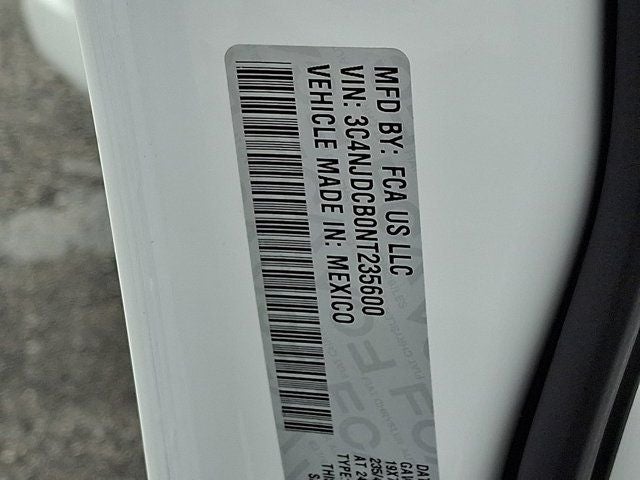 MFD BY: FCA US LLC
VIN: 3C4NJDCB0NT235600
VEHICLE MADE IN: MEXICO